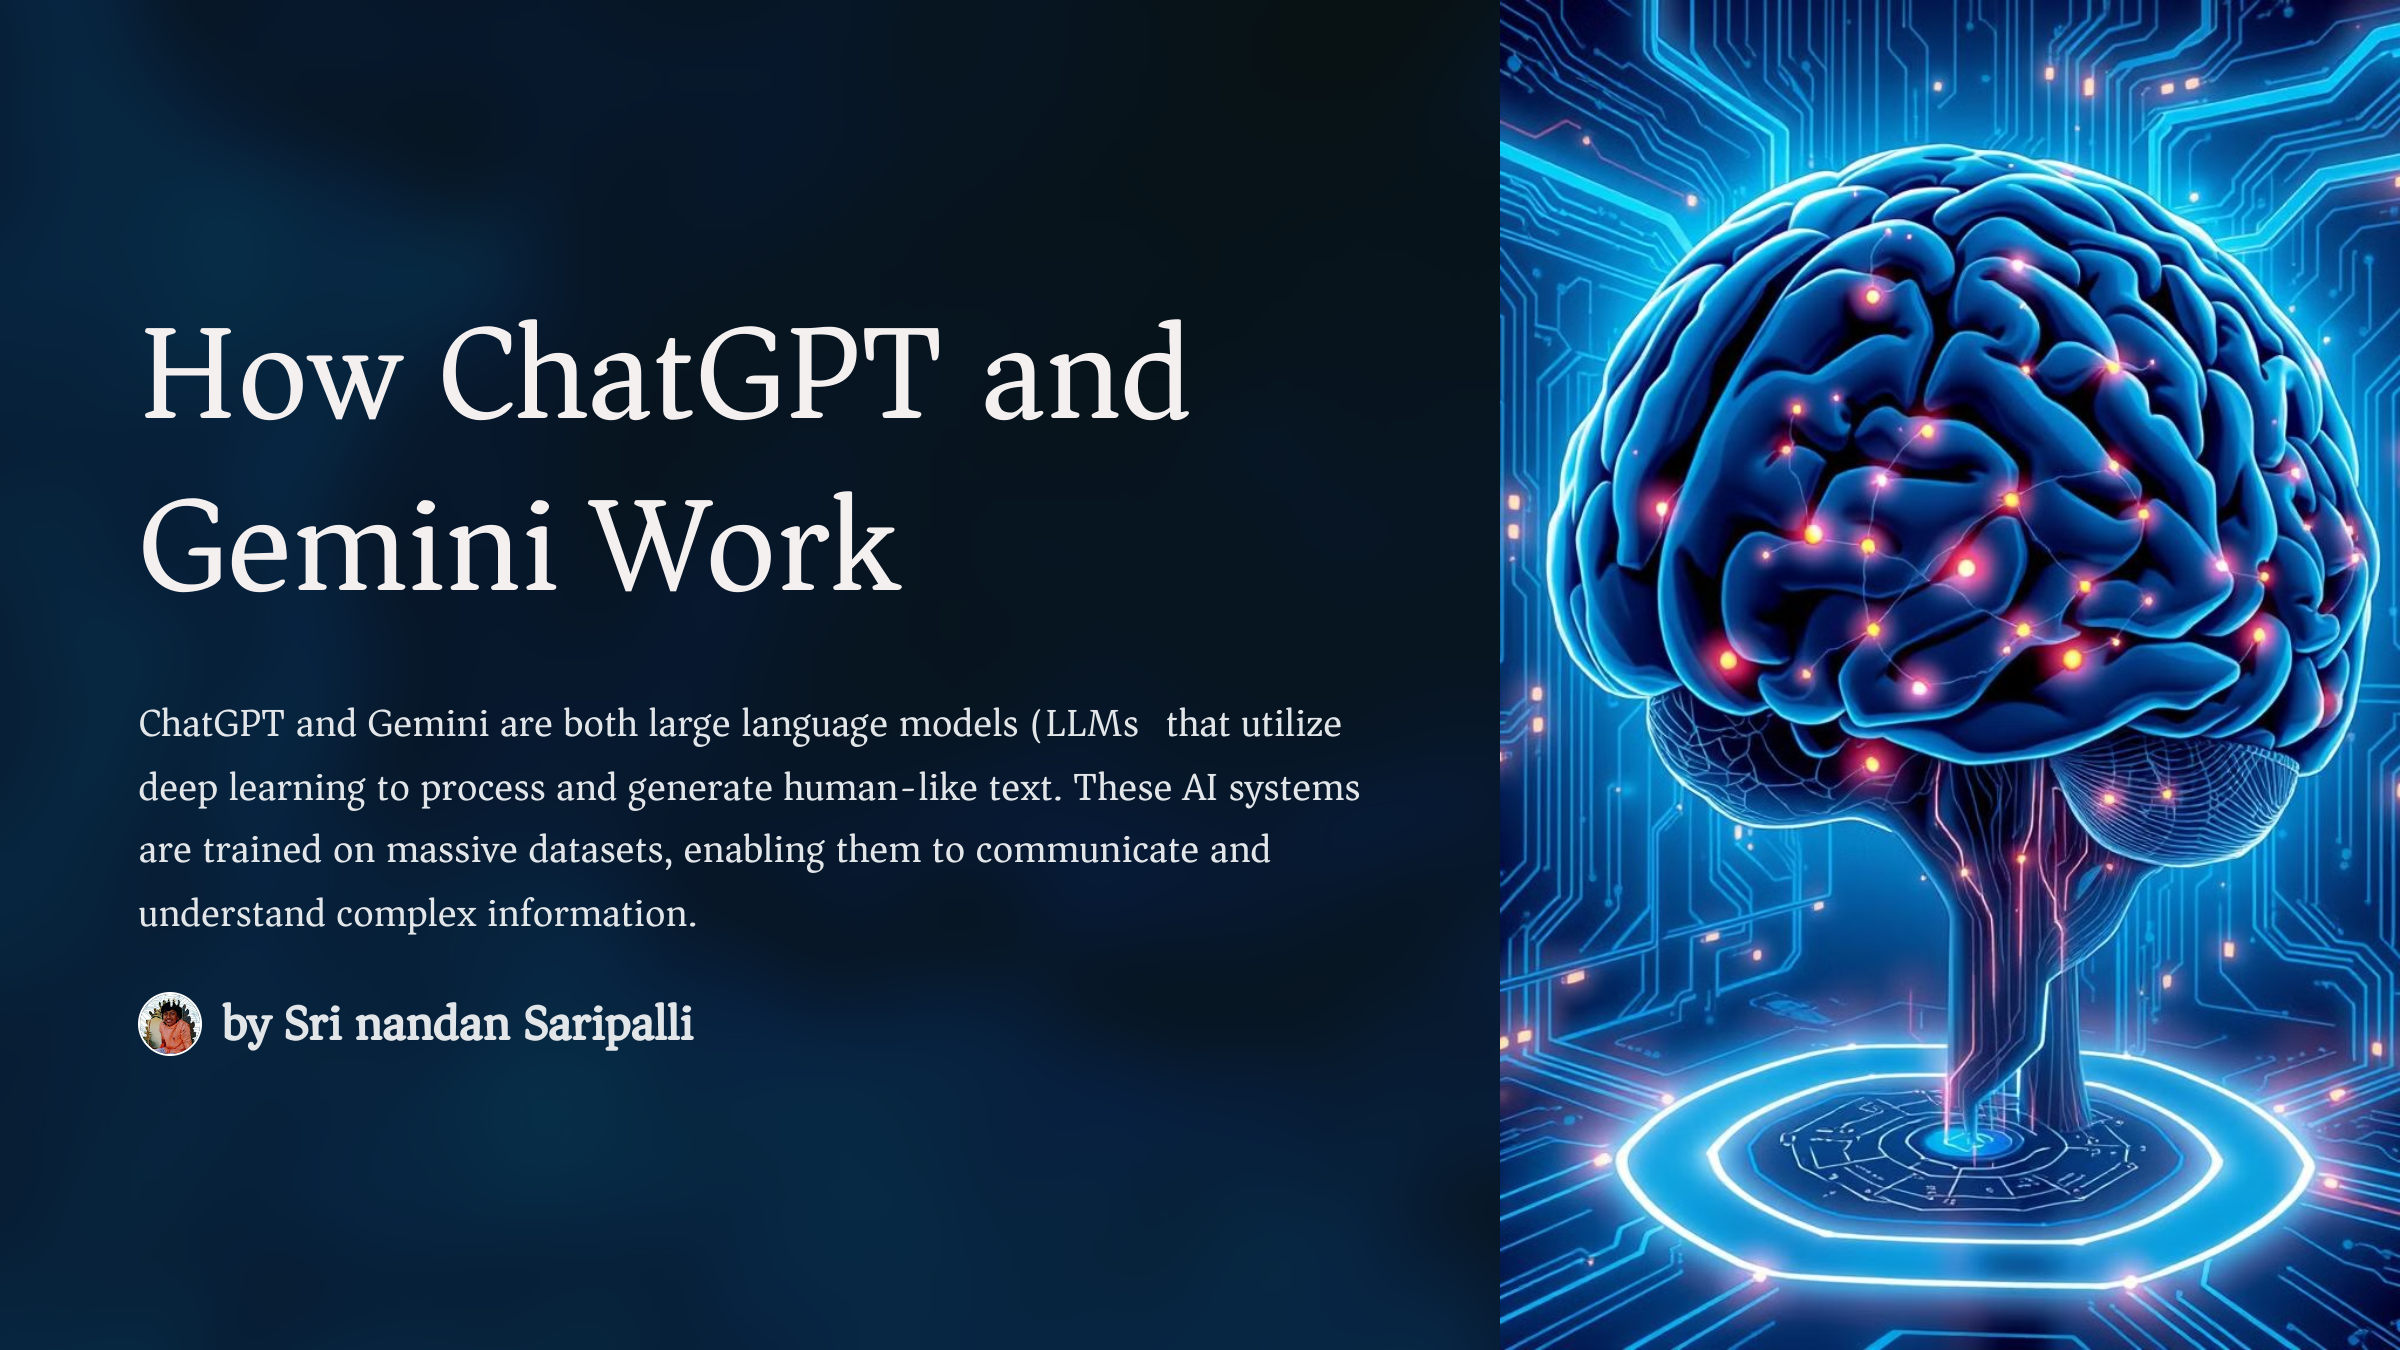 How ChatGPT and
Gemini Work
ChatGPT and Gemini are both large language models (LLMs that utilize
deep learning to process and generate human-like text. These AI systems
are trained on massive datasets, enabling them to communicate and
understand complex information.
by Sri nandan Saripalli